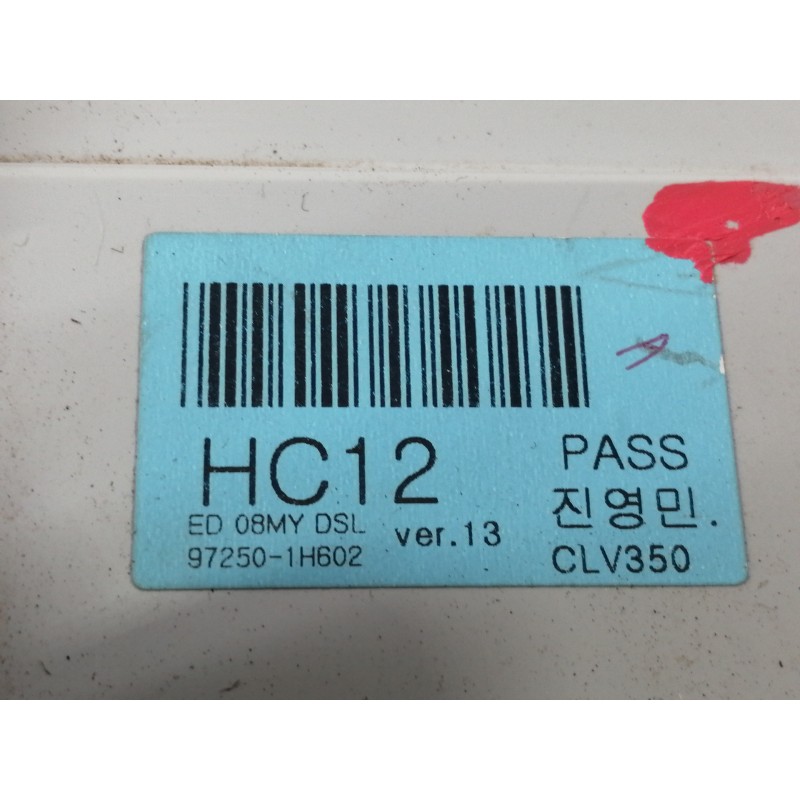 HC12 PASS
ED 08MY DSL ver.13 진영민.
97250-1H602 CLV350